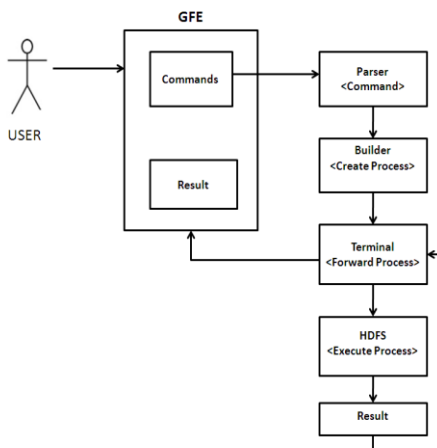 GFE
Commands
Result
USER
Parser
<Command>
Builder
<Create Process>
Terminal
<Forward Process>
HDFS
<Execute Process>
Result